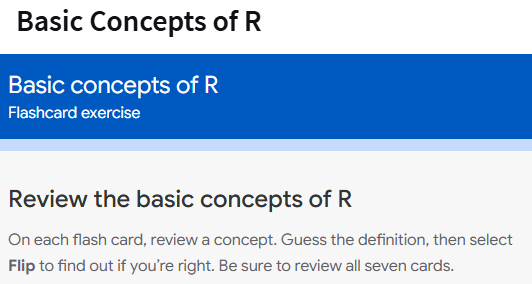 Basic Concepts of R
Basic concepts of R
Flashcard exercise
Review the basic concepts of R
On each flash card, review a concept. Guess the definition, then select
Flip to find out if you’re right. Be sure to review all seven cards.